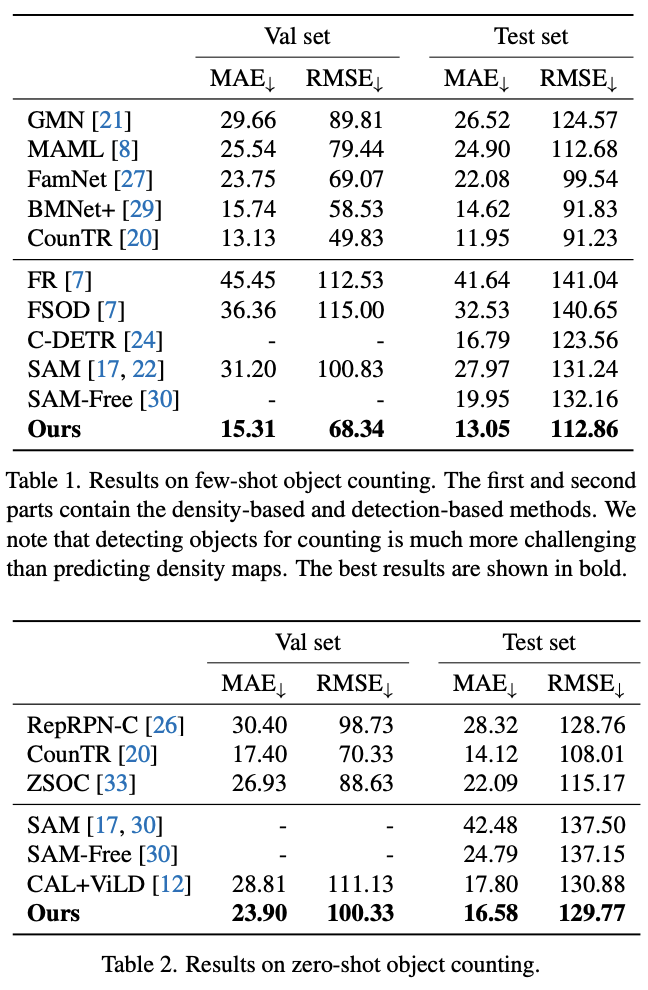 Val set Test set
MAE↓ RMSE↓ MAE↓ RMSE↓
GMN [21] 29.66 89.81 26.52 124.57
MAML [8] 25.54 79.44 24.90 112.68
FamNet [27] 23.75 69.07 22.08 99.54
BMNet+ [29] 15.74 58.53 14.62 91.83
CounTR [20] 13.13 49.83 11.95 91.23
FR [7] 45.45 112.53 41.64 141.04
FSOD [7] 36.36 115.00 32.53 140.65
C-DETR [24] - - 16.79 123.56
SAM [17, 22] 31.20 100.83 27.97 131.24
SAM-Free [30] - - 19.95 132.16
Ours 15.31 68.34 13.05 112.86
Table 1. Results on few-shot object counting. The first and second
parts contain the density-based and detection-based methods. We
note that detecting objects for counting is much more challenging
than predicting density maps. The best results are shown in bold.
Val set Test set
MAE↓ RMSE↓ MAE↓ RMSE↓
RepRPN-C [26] 30.40 98.73 28.32 128.76
CounTR [20] 17.40 70.33 14.12 108.01
ZSOC [33] 26.93 88.63 22.09 115.17
SAM [17, 30] - - 42.48 137.50
SAM-Free [30] - - 24.79 137.15
CAL+ViLD [12] 28.81 111.13 17.80 130.88
Ours 23.90 100.33 16.58 129.77
Table 2. Results on zero-shot object counting.